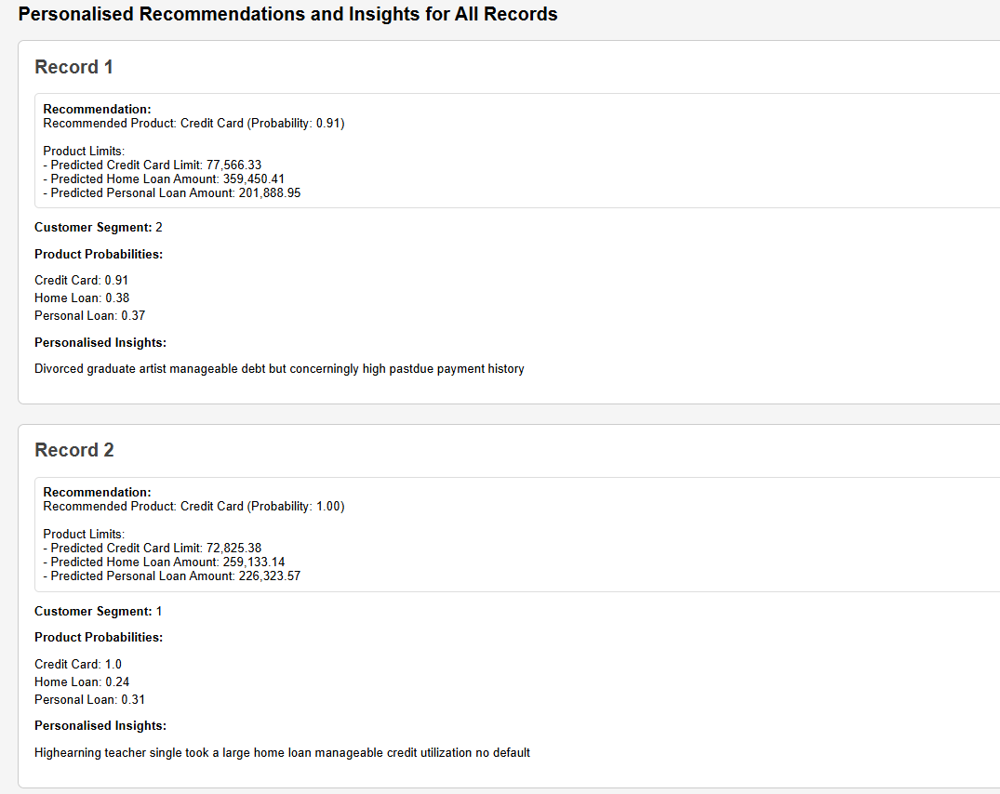 Personalised Recommendations and Insights for All Records
Record 1
Recommendation:
Recommended Product: Credit Card (Probability: 0.91)
Product Limits:
- Predicted Credit Card Limit: 77,566.33
- Predicted Home Loan Amount: 359,450.41
- Predicted Personal Loan Amount: 201,888.95
Customer Segment: 2
Product Probabilities:
Credit Card: 0.91
Home Loan: 0.38
Personal Loan: 0.37
Personalised Insights:
Divorced graduate artist manageable debt but concerningly high pastdue payment history
Record 2
Recommendation:
Recommended Product: Credit Card (Probability: 1.00)
Product Limits:
- Predicted Credit Card Limit: 72,825.38
- Predicted Home Loan Amount: 259,133.14
- Predicted Personal Loan Amount: 226,323.57
Customer Segment: 1
Product Probabilities:
Credit Card: 1.0
Home Loan: 0.24
Personal Loan: 0.31
Personalised Insights:
Highearning teacher single took a large home loan manageable credit utilization no default